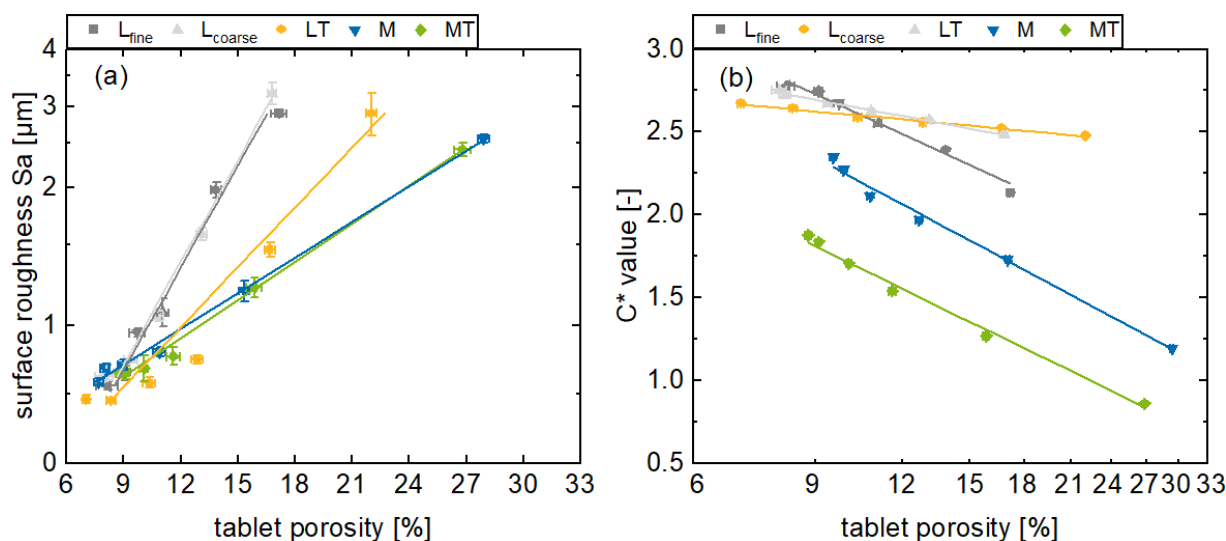 L_fine L_coarse LT M MT
(a)
surface roughness Sa [µm]
4
3
2
1
0
6 9 12 15 18 21 24 27 30 33
tablet porosity [%]
L_fine L_coarse LT M MT
(b)
C* value [-]
3.0
2.5
2.0
1.5
1.0
0.5
9 12 15 18 21 24 27 30 33
tablet porosity [%]